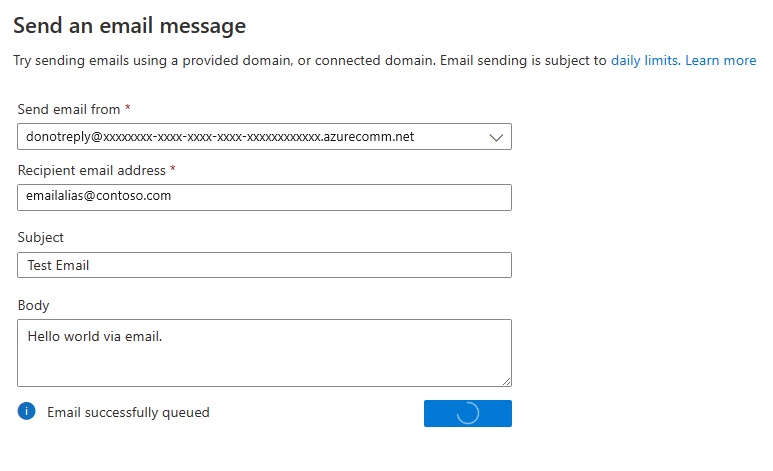 Send an email message
Try sending emails using a provided domain, or connected domain. Email sending is subject to daily limits. Learn more
Send email from *
donotreply@xxxxxxxx-xxxx-xxxx-xxxx-xxxxxxxxxxxx.azurecomm.net
Recipient email address *
emailalias@contoso.com
Subject
Test Email
Body
Hello world via email.
Email successfully queued